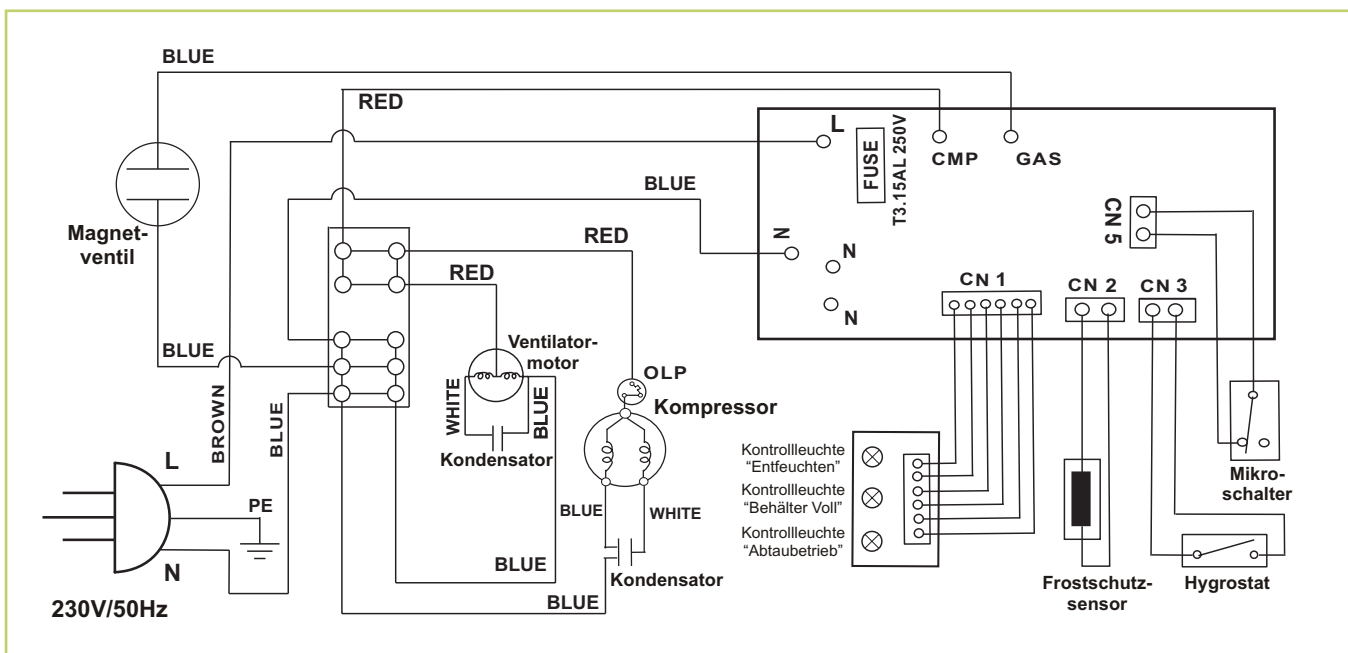 BLUE
RED
L
FUSE
T3.15AL 250V
CMP
GAS
BLUE
CN 5
Magnet-
ventil
RED
N
N
RED
N
CN 1
CN 2
CN 3
BLUE
Ventilator-
motor
OLP
BROWN
BLUE
WHITE
BLUE
Kompressor
Kondensator
Kontrollleuchte
“Entfeuchten”
Kontrollleuchte
“Behälter Voll”
Kontrollleuchte
“Abtaubetrieb”
Mikro-
schalter
L
PE
BLUE
WHITE
N
BLUE
Kondensator
BLUE
Frostschutz-
sensor
Hygrostat
230V/50Hz